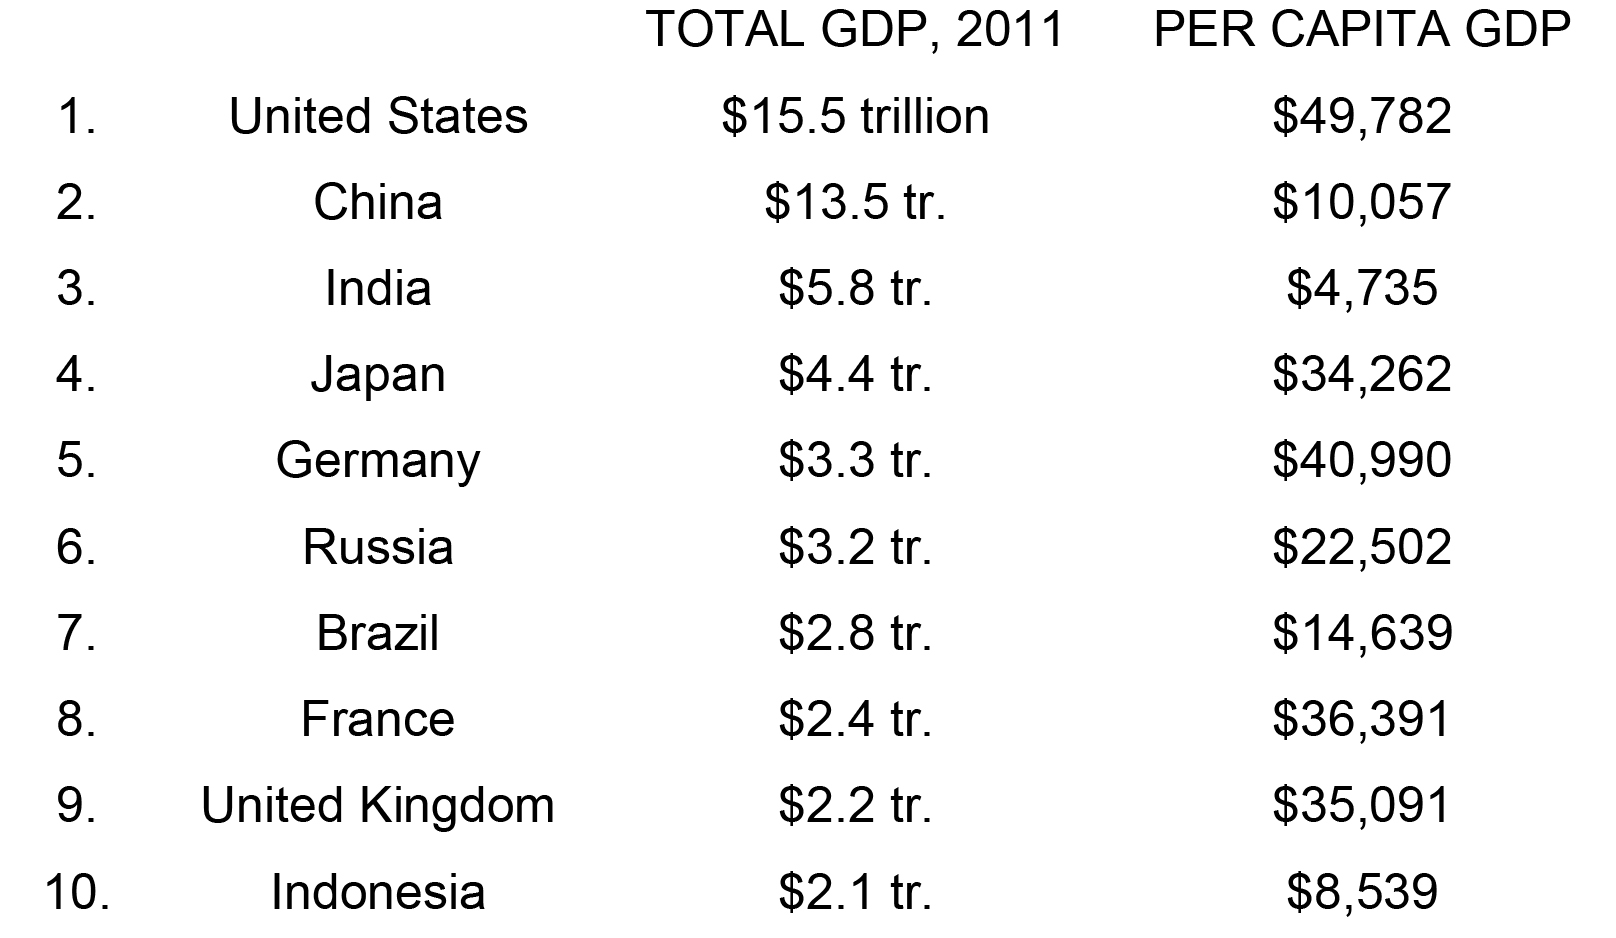 TOTAL GDP, 2011 PER CAPITA GDP
1. United States $15.5 trillion $49,782
2. China $13.5 tr. $10,057
3. India $5.8 tr. $4,735
4. Japan $4.4 tr. $34,262
5. Germany $3.3 tr. $40,990
6. Russia $3.2 tr. $22,502
7. Brazil $2.8 tr. $14,639
8. France $2.4 tr. $36,391
9. United Kingdom $2.2 tr. $35,091
10. Indonesia $2.1 tr. $8,539